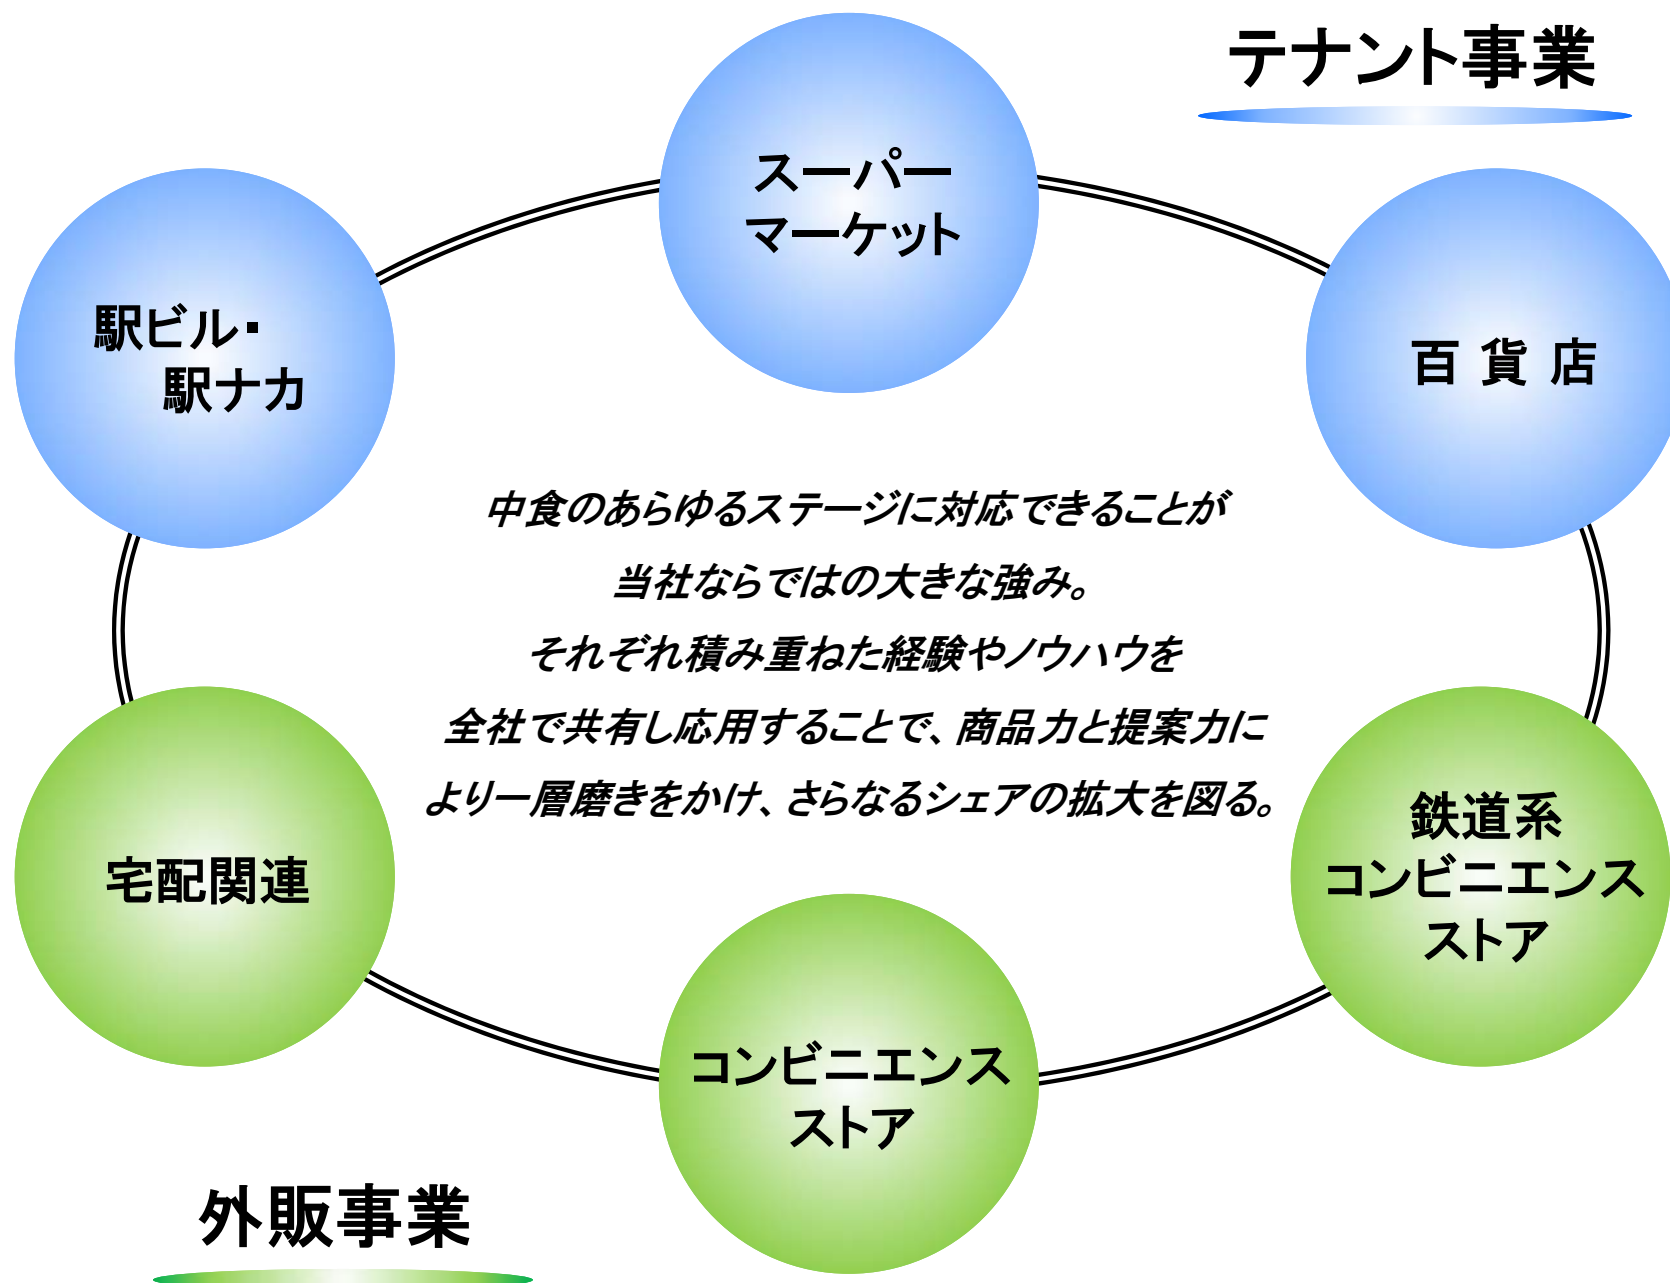 テナント事業
スーパー
マーケット
駅ビル・
駅ナカ
百貨店
中食のあらゆるステージに対応できることが
当社ならではの大きな強み。
それぞれ積み重ねた経験やノウハウを
全社で共有し応用することで、商品力と提案力に
より一層磨きをかけ、さらなるシェアの拡大を図る。
宅配関連
鉄道系
コンビニエンス
ストア
コンビニエンス
ストア
外販事業